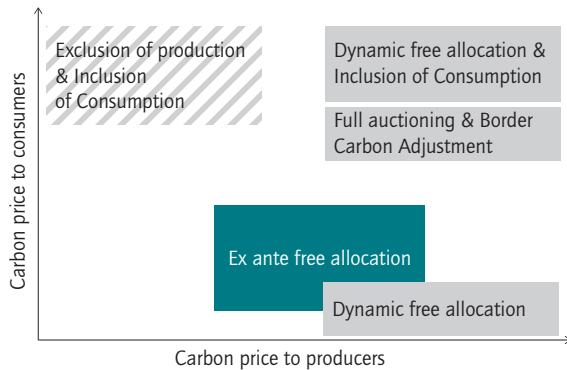 Exclusion of production
& Inclusion
of Consumption
Dynamic free allocation &
Inclusion of Consumption
Full auctioning & Border
Carbon Adjustment
Ex ante free allocation
Dynamic free allocation
Carbon price to consumers
Carbon price to producers